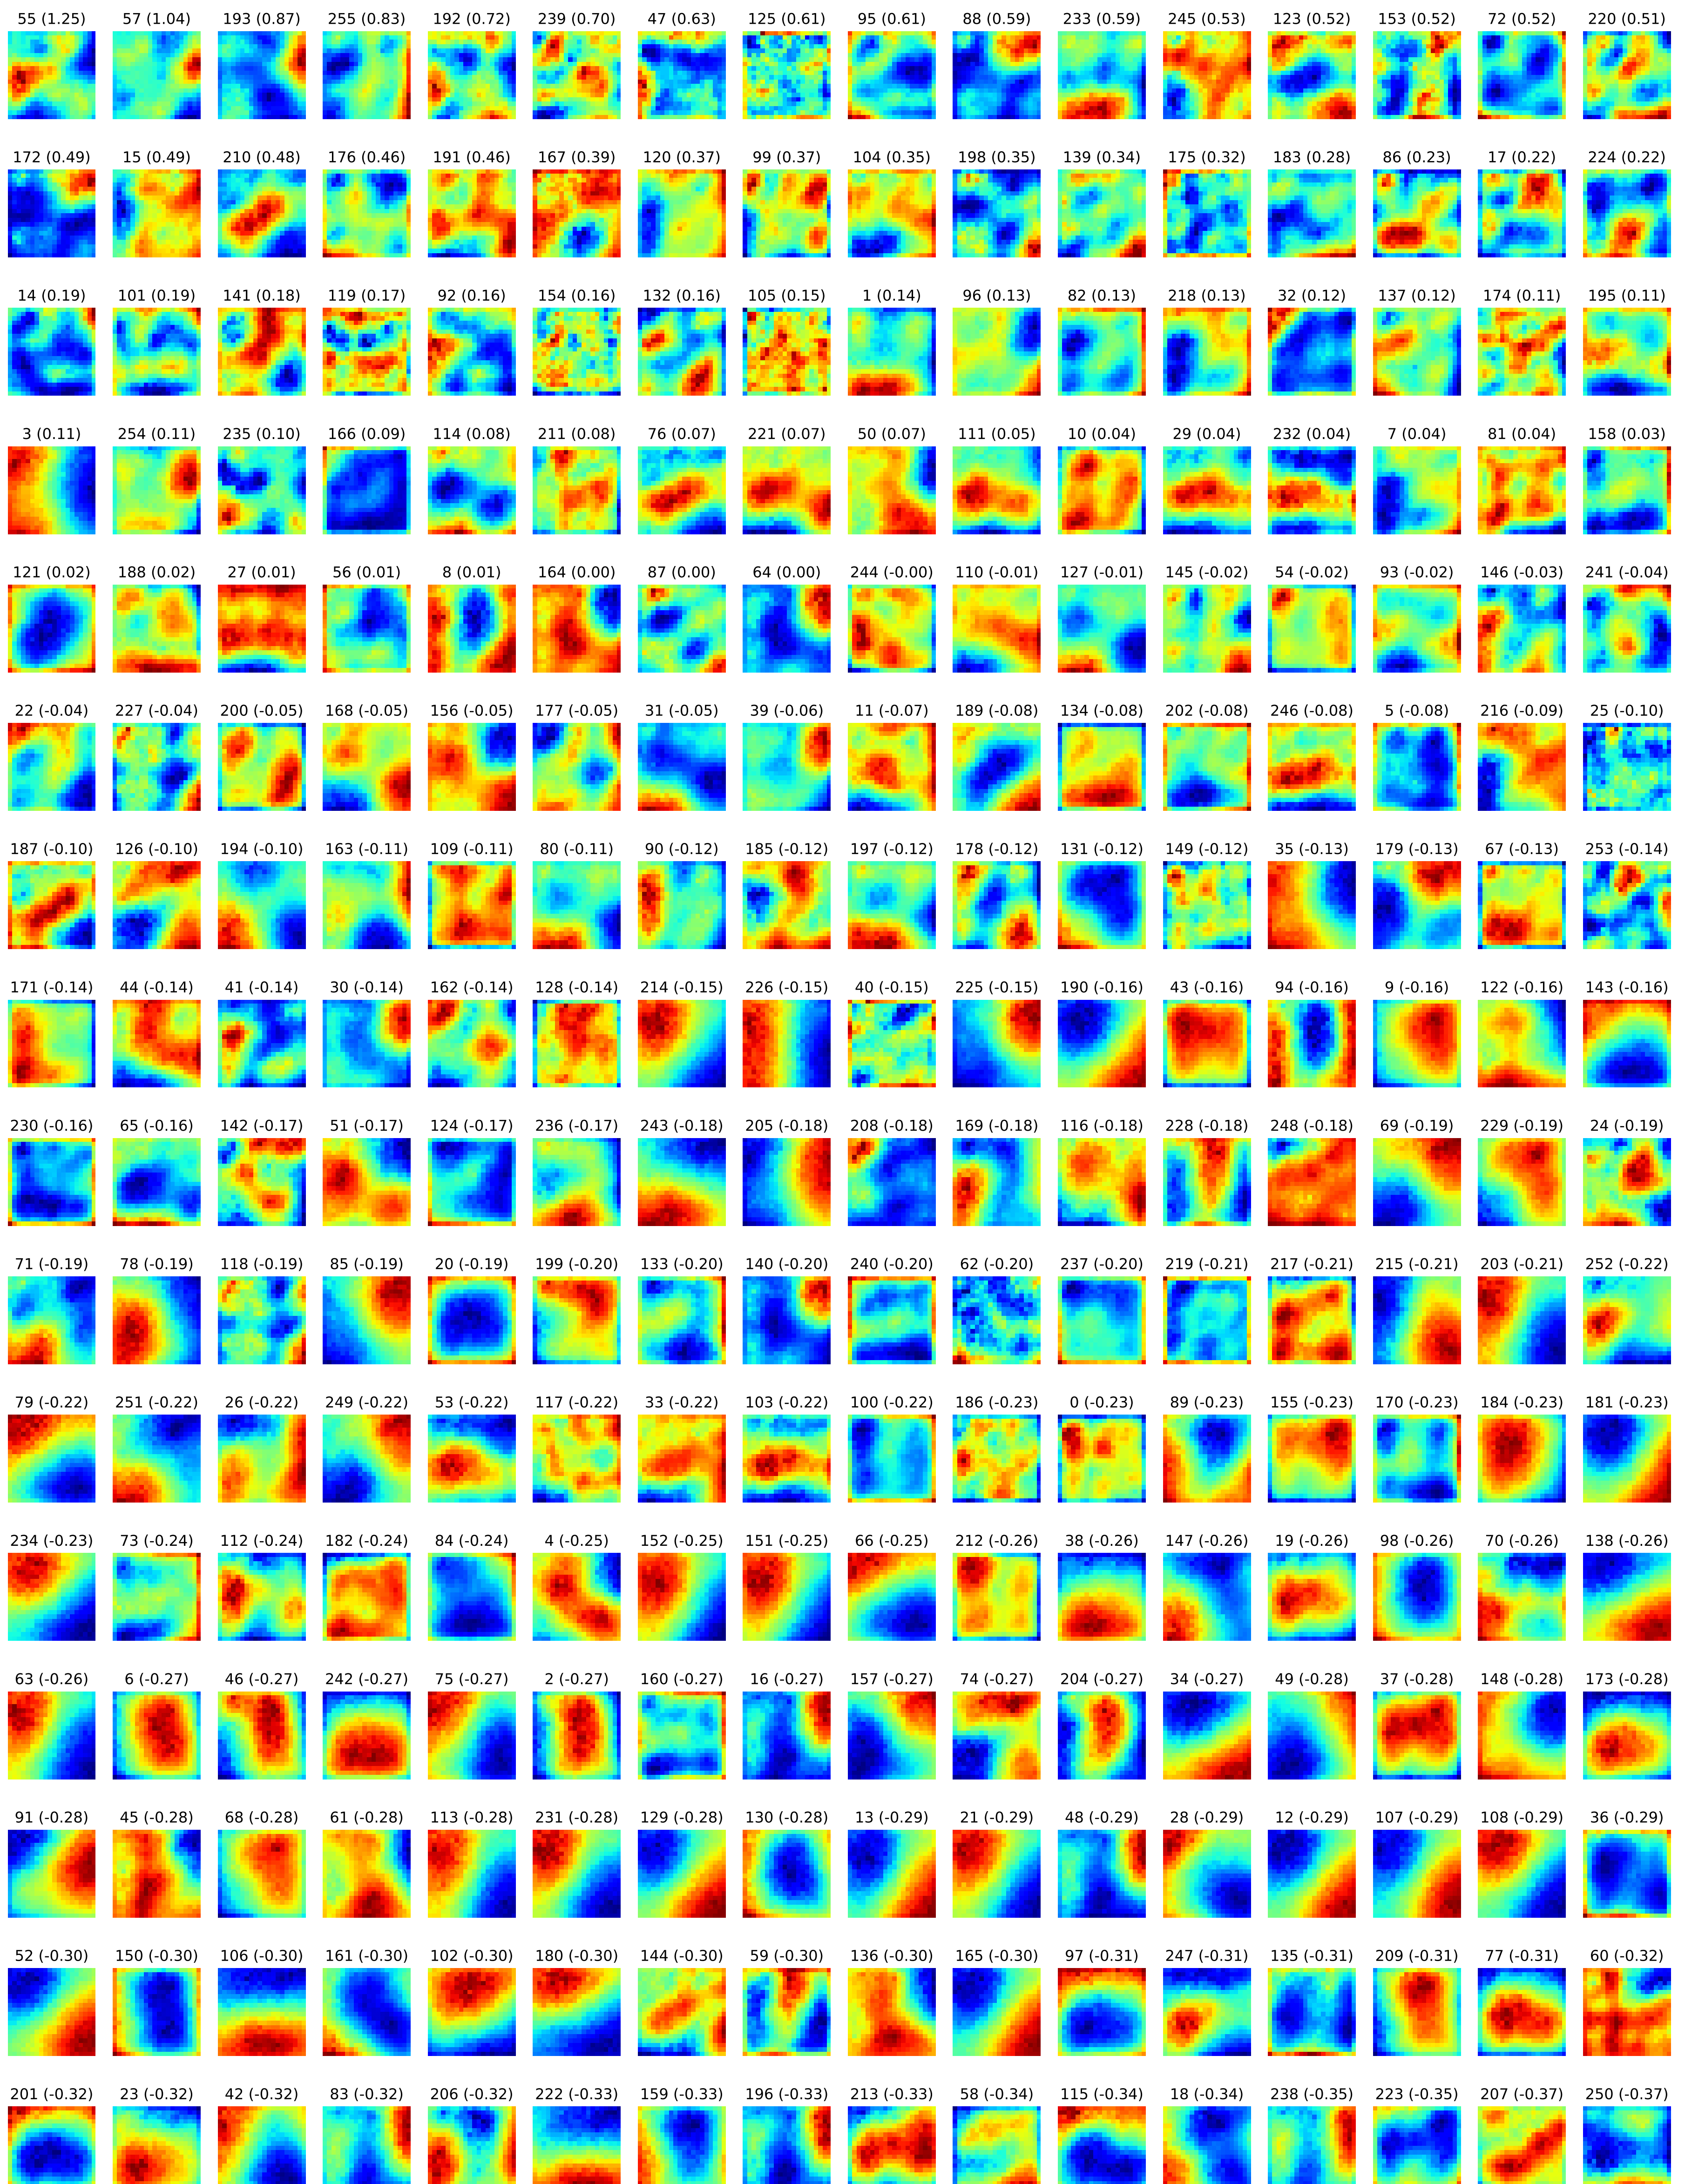 55 (1.25) 57 (1.04) 193 (0.87) 255 (0.83) 192 (0.72) 239 (0.70) 47 (0.63) 125 (0.61) 95 (0.61) 88 (0.59) 233 (0.59) 245 (0.53) 123 (0.52) 153 (0.52) 72 (0.52) 220 (0.51)
172 (0.49) 15 (0.49) 210 (0.48) 176 (0.46) 191 (0.46) 167 (0.39) 120 (0.37) 99 (0.37) 104 (0.35) 198 (0.35) 139 (0.34) 175 (0.32) 183 (0.28) 86 (0.23) 17 (0.22) 224 (0.22)
14 (0.19) 101 (0.19) 141 (0.18) 119 (0.17) 92 (0.16) 154 (0.16) 132 (0.16) 105 (0.15) 1 (0.14) 96 (0.13) 82 (0.13) 218 (0.13) 32 (0.12) 137 (0.12) 174 (0.11) 195 (0.11)
3 (0.11) 254 (0.11) 235 (0.10) 166 (0.09) 114 (0.08) 211 (0.08) 76 (0.07) 221 (0.07) 50 (0.07) 111 (0.05) 10 (0.04) 29 (0.04) 232 (0.04) 7 (0.04) 81 (0.04) 158 (0.03)
121 (0.02) 188 (0.02) 27 (0.01) 56 (0.01) 8 (0.01) 164 (0.00) 87 (0.00) 64 (0.00) 244 (-0.00) 110 (-0.01) 127 (-0.01) 145 (-0.02) 54 (-0.02) 93 (-0.02) 146 (-0.03) 241 (-0.04)
22 (-0.04) 227 (-0.04) 200 (-0.05) 168 (-0.05) 156 (-0.05) 177 (-0.05) 31 (-0.05) 39 (-0.06) 11 (-0.07) 189 (-0.08) 134 (-0.08) 202 (-0.08) 246 (-0.08) 5 (-0.08) 216 (-0.09) 25 (-0.10)
187 (-0.10) 126 (-0.10) 194 (-0.10) 163 (-0.11) 109 (-0.11) 80 (-0.11) 90 (-0.12) 185 (-0.12) 197 (-0.12) 178 (-0.12) 131 (-0.12) 149 (-0.12) 35 (-0.13) 179 (-0.13) 67 (-0.13) 253 (-0.14)
171 (-0.14) 44 (-0.14) 41 (-0.14) 30 (-0.14) 162 (-0.14) 128 (-0.14) 214 (-0.15) 226 (-0.15) 40 (-0.15) 225 (-0.15) 190 (-0.16) 43 (-0.16) 94 (-0.16) 9 (-0.16) 122 (-0.16) 143 (-0.16)
230 (-0.16) 65 (-0.16) 142 (-0.17) 51 (-0.17) 124 (-0.17) 236 (-0.17) 243 (-0.18) 205 (-0.18) 208 (-0.18) 169 (-0.18) 116 (-0.18) 228 (-0.18) 248 (-0.18) 69 (-0.19) 229 (-0.19) 24 (-0.19)
71 (-0.19) 78 (-0.19) 118 (-0.19) 85 (-0.19) 20 (-0.19) 199 (-0.20) 133 (-0.20) 140 (-0.20) 240 (-0.20) 62 (-0.20) 237 (-0.20) 219 (-0.21) 217 (-0.21) 215 (-0.21) 203 (-0.21) 252 (-0.22)
79 (-0.22) 251 (-0.22) 26 (-0.22) 249 (-0.22) 53 (-0.22) 117 (-0.22) 33 (-0.22) 103 (-0.22) 100 (-0.22) 186 (-0.23) 0 (-0.23) 89 (-0.23) 155 (-0.23) 170 (-0.23) 184 (-0.23) 181 (-0.23)
234 (-0.23) 73 (-0.24) 112 (-0.24) 182 (-0.24) 84 (-0.24) 4 (-0.25) 152 (-0.25) 151 (-0.25) 66 (-0.25) 212 (-0.26) 38 (-0.26) 147 (-0.26) 19 (-0.26) 98 (-0.26) 70 (-0.26) 138 (-0.26)
63 (-0.26) 6 (-0.27) 46 (-0.27) 242 (-0.27) 75 (-0.27) 2 (-0.27) 160 (-0.27) 16 (-0.27) 157 (-0.27) 74 (-0.27) 204 (-0.27) 34 (-0.27) 49 (-0.28) 37 (-0.28) 148 (-0.28) 173 (-0.28)
91 (-0.28) 45 (-0.28) 68 (-0.28) 61 (-0.28) 113 (-0.28) 231 (-0.28) 129 (-0.28) 130 (-0.28) 13 (-0.29) 21 (-0.29) 48 (-0.29) 28 (-0.29) 12 (-0.29) 107 (-0.29) 108 (-0.29) 36 (-0.29)
52 (-0.30) 150 (-0.30) 106 (-0.30) 161 (-0.30) 102 (-0.30) 180 (-0.30) 144 (-0.30) 59 (-0.30) 136 (-0.30) 165 (-0.30) 97 (-0.31) 247 (-0.31) 135 (-0.31) 209 (-0.31) 77 (-0.31) 60 (-0.32)
201 (-0.32) 23 (-0.32) 42 (-0.32) 83 (-0.32) 206 (-0.32) 222 (-0.33) 159 (-0.33) 196 (-0.33) 213 (-0.33) 58 (-0.34) 115 (-0.34) 18 (-0.34) 238 (-0.35) 223 (-0.35) 207 (-0.37) 250 (-0.37)